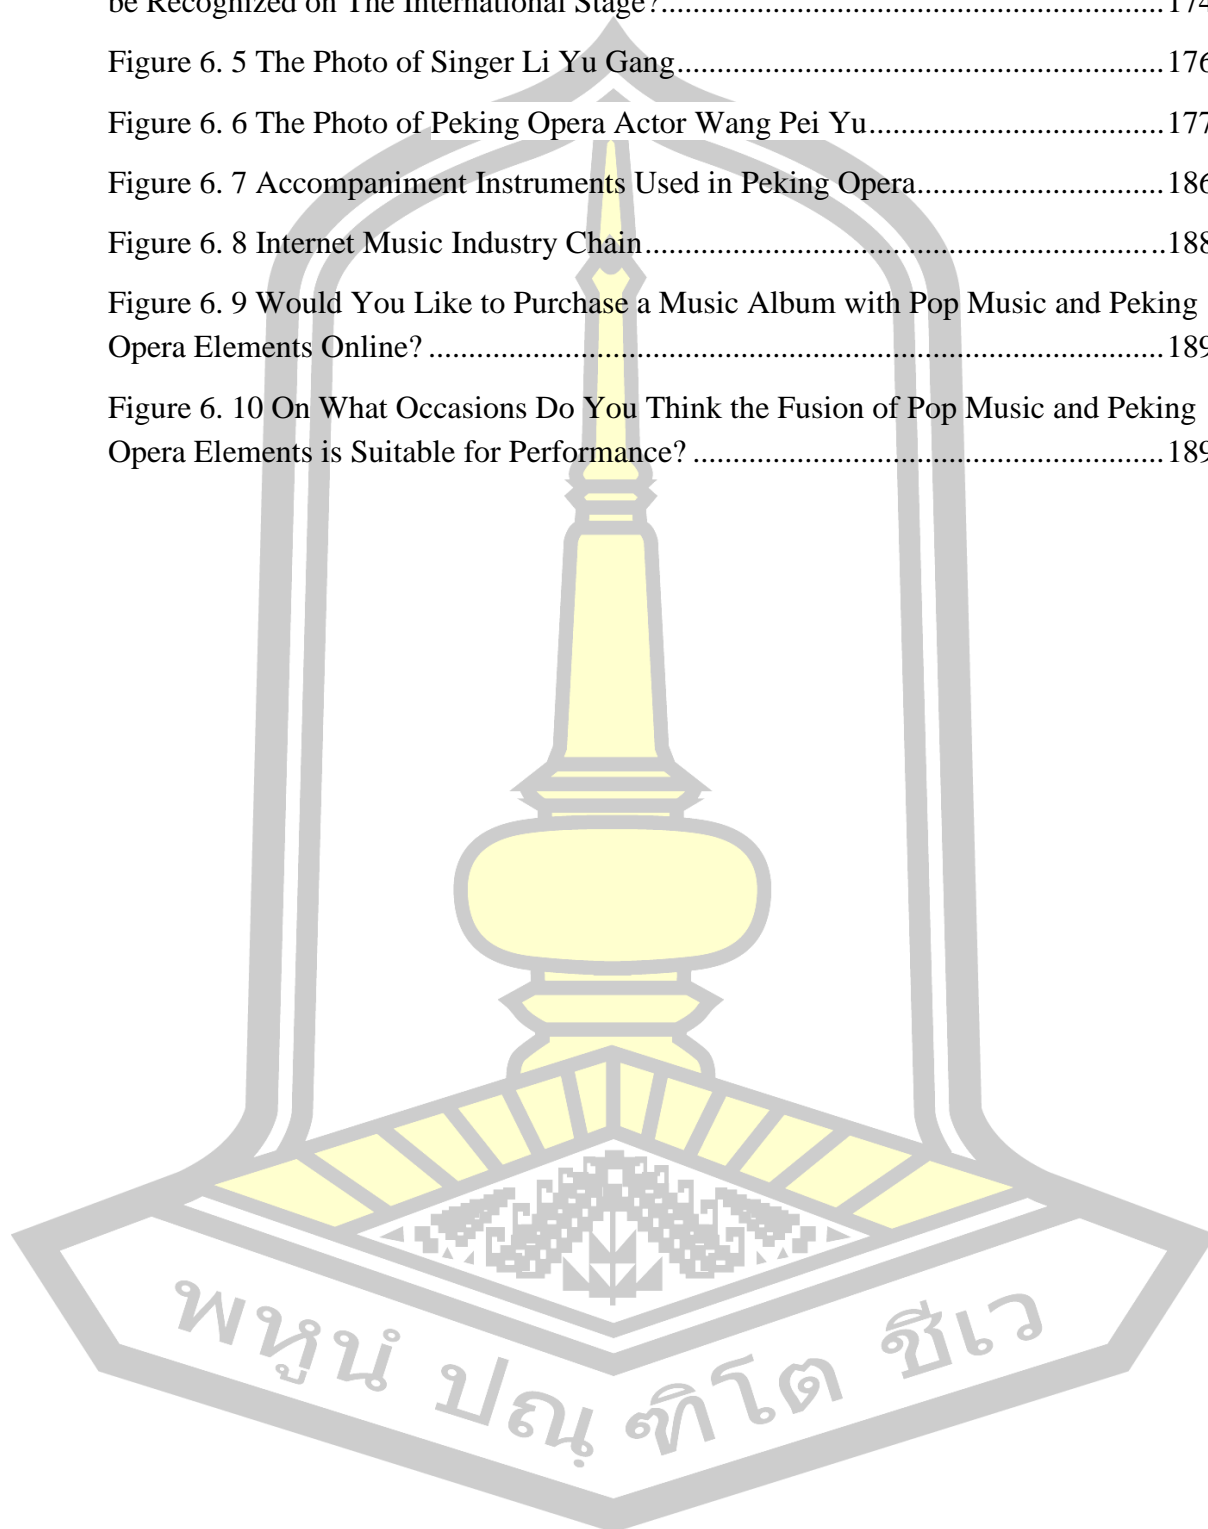 be Recognized on The International Stage?.......................................................................174
Figure 6. 5 The Photo of Singer Li Yu Gang....................................................................176
Figure 6. 6 The Photo of Peking Opera Actor Wang Pei Yu..........................................177
Figure 6. 7 Accompaniment Instruments Used in Peking Opera...................................186
Figure 6. 8 Internet Music Industry Chain.........................................................................188
Figure 6. 9 Would You Like to Purchase a Music Album with Pop Music and Peking
Opera Elements Online? ......................................................................................................189
Figure 6. 10 On What Occasions Do You Think the Fusion of Pop Music and Peking
Opera Elements is Suitable for Performance? ..................................................................189
พหูนํ ปณฺฑิโต ชีเว